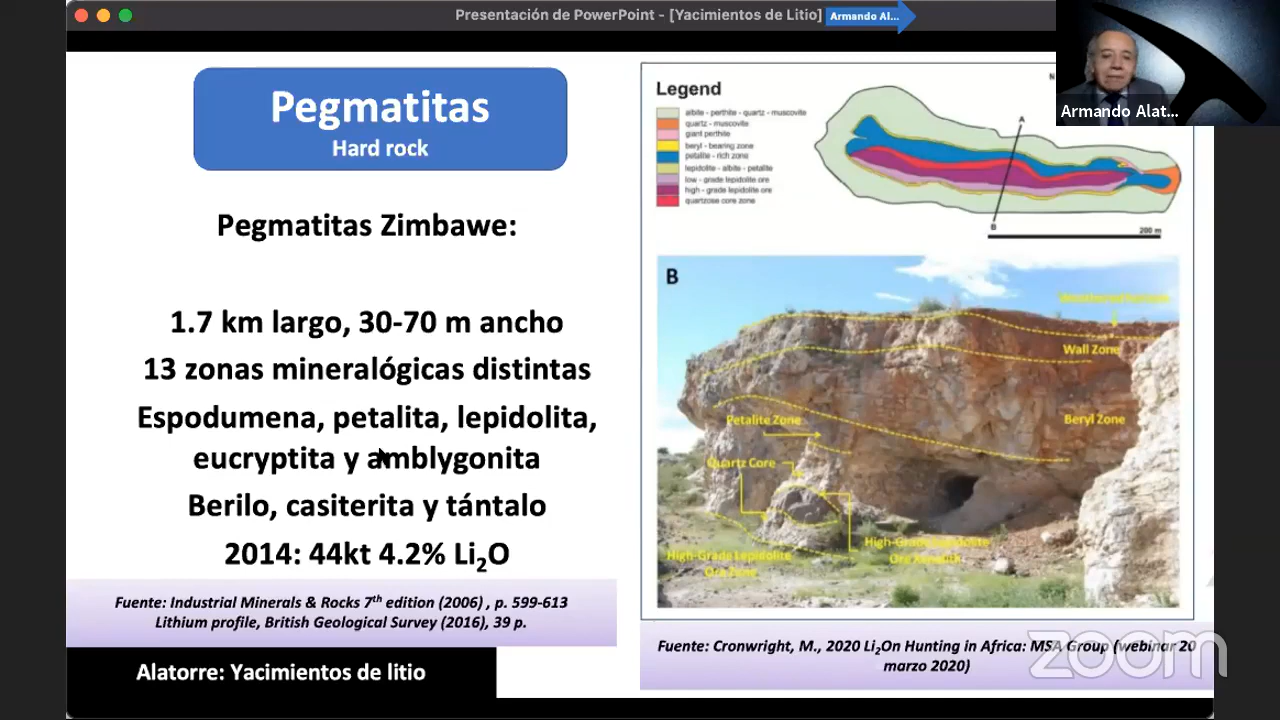 Presentación de PowerPoint - [Yacimientos de Litio]
Armando Al...
Armando Alat...
Pegmatitas
Hard rock
Pegmatitas Zimbawe:
1.7 km largo, 30-70 m ancho
13 zonas mineralógicas distintas
Espodumena, petalita, lepidolita,
eucryptita y amblygonita
Berilo, casiterita y tántalo
2014: 44kt 4.2% Li2O
Fuente: Industrial Minerals & Rocks 7th edition (2006) , p. 599-613
Lithium profile, British Geological Survey (2016), 39 p.
Alatorre: Yacimientos de litio
Legend
albite - perthite - quartz - muscovite
quartz - muscovite
giant perthite
beryl - bearing zone
petalite - rich zone
lepidolite - albite - petalite
low - grade lepidolite ore
high - grade lepidolite ore
quartzose core zone
N
A
B
200 m
B
Wall Zone
Beryl Zone
Petalite Zone
Quartz Core
High-Grade Lepidolite
Ore Zone
High-Grade Lepidolite
Ore
Fuente: Cronwright, M., 2020 Li2On Hunting in Africa: MSA Group (webinar 20
marzo 2020)
zoom